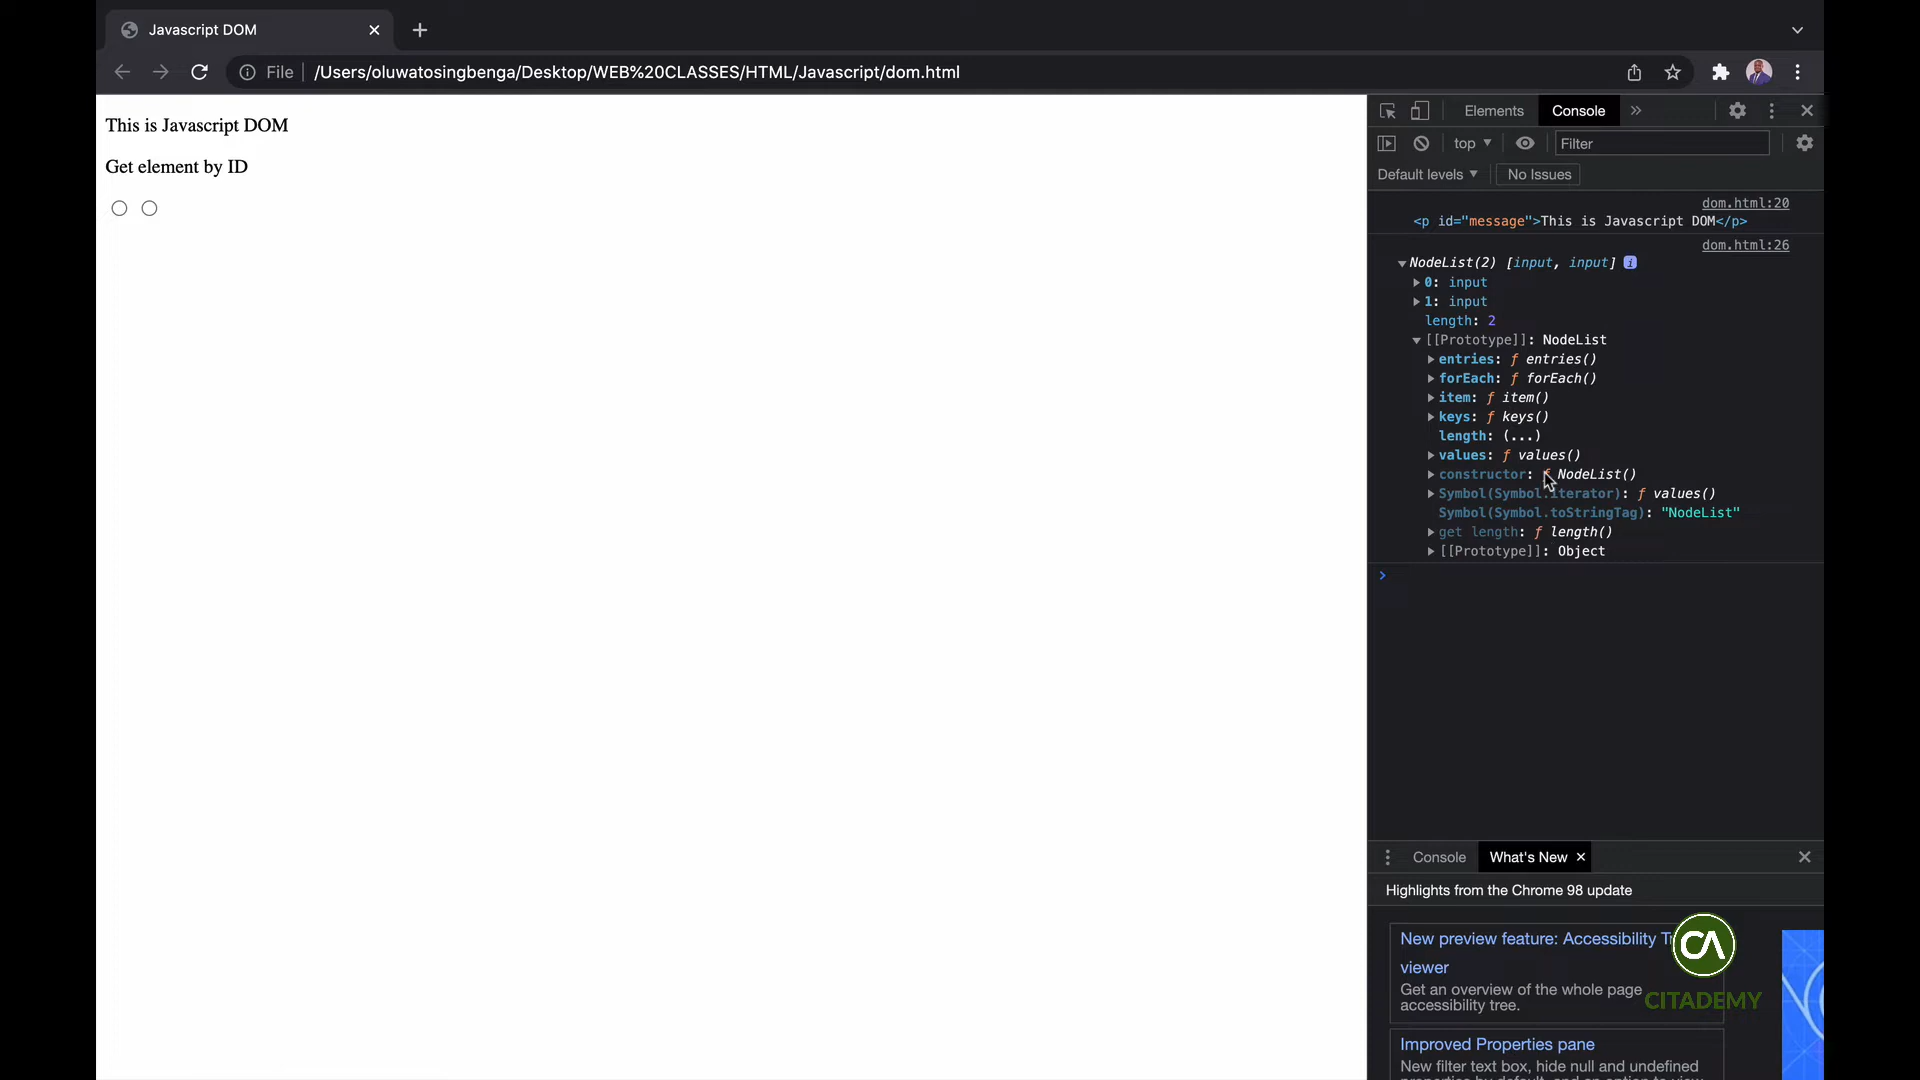 Javascript DOM
File
/Users/oluwatosingbenga/Desktop/WEB%20CLASSES/HTML/Javascript/dom.html
This is Javascript DOM
Get element by ID
Elements
Console
top
Filter
Default levels
No Issues
dom.html:20
<p id="message">This is Javascript DOM</p>
dom.html:26
NodeList(2) [input, input] i
0: input
1: input
length: 2
[[Prototype]]: NodeList
entries: ƒ entries()
forEach: ƒ forEach()
item: ƒ item()
keys: ƒ keys()
length: (...)
values: ƒ values()
constructor: ƒ NodeList()
Symbol(Symbol.iterator): ƒ values()
Symbol(Symbol.toStringTag): "NodeList"
get length: ƒ length()
[[Prototype]]: Object
Console
What's New
Highlights from the Chrome 98 update
New preview feature: Accessibility
viewer
Get an overview of the whole page
accessibility tree.
CA
CITADEMY
Improved Properties pane
New filter text box, hide null and undefined